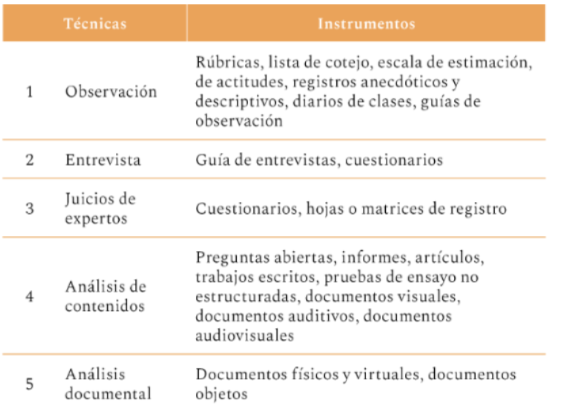 Técnicas Instrumentos
Rúbricas, lista de cotejo, escala de estimación,
de actitudes, registros anecdóticos y
1 Observación
descriptivos, diarios de clases, guías de
observación
2 Entrevista Guía de entrevistas, cuestionarios
3 Juicios de
expertos
Cuestionarios, hojas o matrices de registro
4 Análisis de
contenidos
Preguntas abiertas, informes, artículos,
trabajos escritos, pruebas de ensayo no
estructuradas, documentos visuales,
documentos auditivos, documentos
audiovisuales
5 Análisis
documental
Documentos físicos y virtuales, documentos
objetos